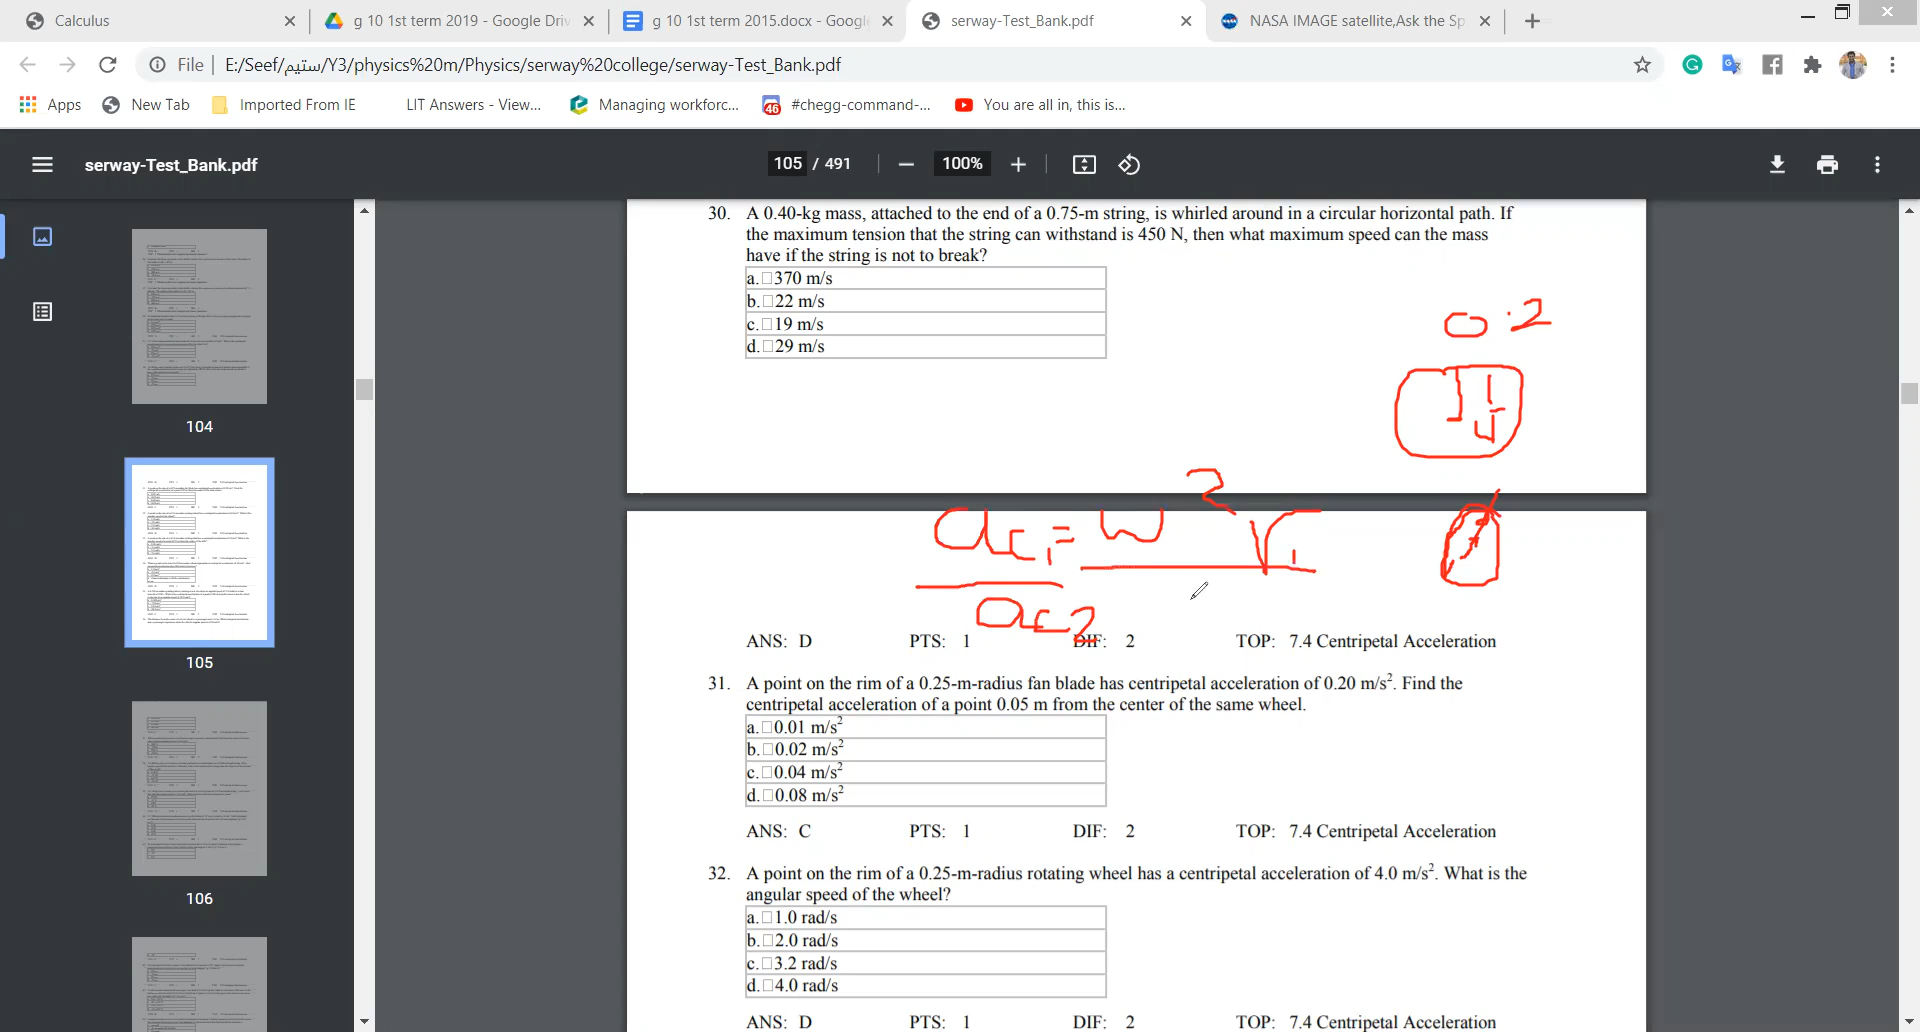 Calculus
g 10 1st term 2019 - Google Driv
g 10 1st term 2015.docx - Google
serway-Test_Bank.pdf
NASA IMAGE satellite,Ask the Sp
File
E:/Seef/ستيم/Y3/physics%20m/Physics/serway%20college/serway-Test_Bank.pdf
Apps
New Tab
Imported From IE
LIT Answers - View...
Managing workforc...
46
#chegg-command-...
You are all in, this is...
serway-Test_Bank.pdf
105 / 491
100%
104
105
106
30. A 0.40-kg mass, attached to the end of a 0.75-m string, is whirled around in a circular horizontal path. If
the maximum tension that the string can withstand is 450 N, then what maximum speed can the mass
have if the string is not to break?
a. 370 m/s
b. 22 m/s
c. 19 m/s
d. 29 m/s
0.2
1/4
ac1 = w² r1
ac2
ANS: D PTS: 1 DIF: 2 TOP: 7.4 Centripetal Acceleration
31. A point on the rim of a 0.25-m-radius fan blade has centripetal acceleration of 0.20 m/s². Find the
centripetal acceleration of a point 0.05 m from the center of the same wheel.
a. 0.01 m/s²
b. 0.02 m/s²
c. 0.04 m/s²
d. 0.08 m/s²
ANS: C PTS: 1 DIF: 2 TOP: 7.4 Centripetal Acceleration
32. A point on the rim of a 0.25-m-radius rotating wheel has a centripetal acceleration of 4.0 m/s². What is the
angular speed of the wheel?
a. 1.0 rad/s
b. 2.0 rad/s
c. 3.2 rad/s
d. 4.0 rad/s
ANS: D PTS: 1 DIF: 2 TOP: 7.4 Centripetal Acceleration